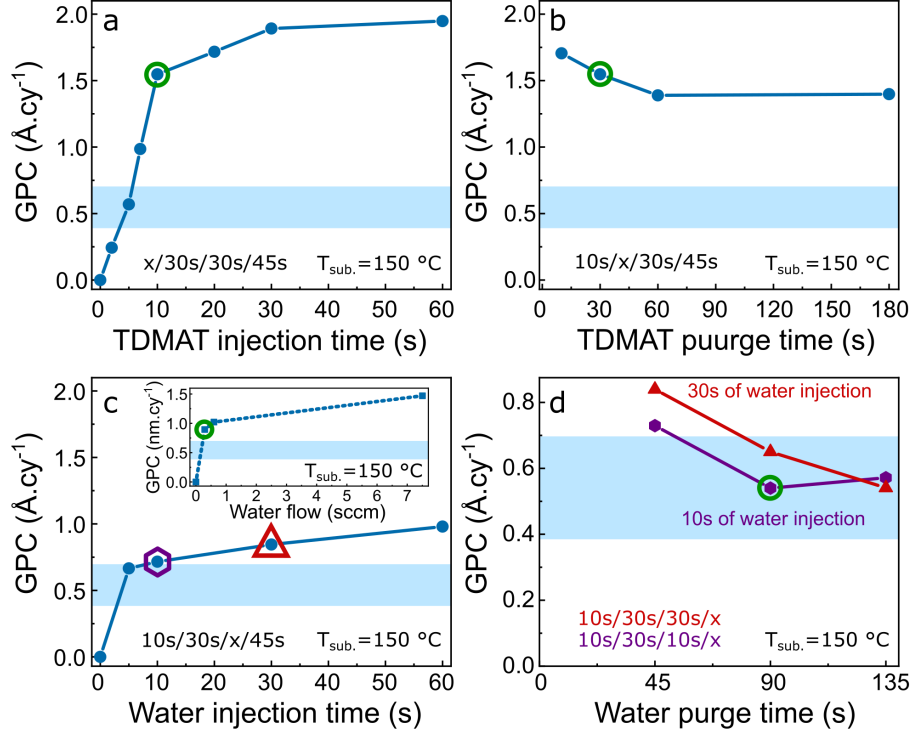 a
2.0
1.5
1.0
0.5
0.0
GPC (Å.cy⁻¹)
x/30s/30s/45s
Tsub.=150 °C
0 10 20 30 40 50 60
TDMAT injection time (s)
b
2.0
1.5
1.0
0.5
0.0
GPC (Å.cy⁻¹)
10s/x/30s/45s
Tsub.=150 °C
0 30 60 90 120 150 180
TDMAT puurge time (s)
c
2.0
1.5
1.0
0.5
0.0
GPC (Å.cy⁻¹)
1.5
1.0
0.5
0.0
GPC (nm.cy⁻¹)
Tsub.=150 °C
0 1 2 3 4 5 6 7
Water flow (sccm)
10s/30s/x/45s
Tsub.=150 °C
0 10 20 30 40 50 60
Water injection time (s)
d
0.8
0.6
0.4
0.2
0.0
GPC (Å.cy⁻¹)
30s of water injection
10s of water injection
10s/30s/30s/x
10s/30s/10s/x
Tsub.=150 °C
0 45 90 135
Water purge time (s)